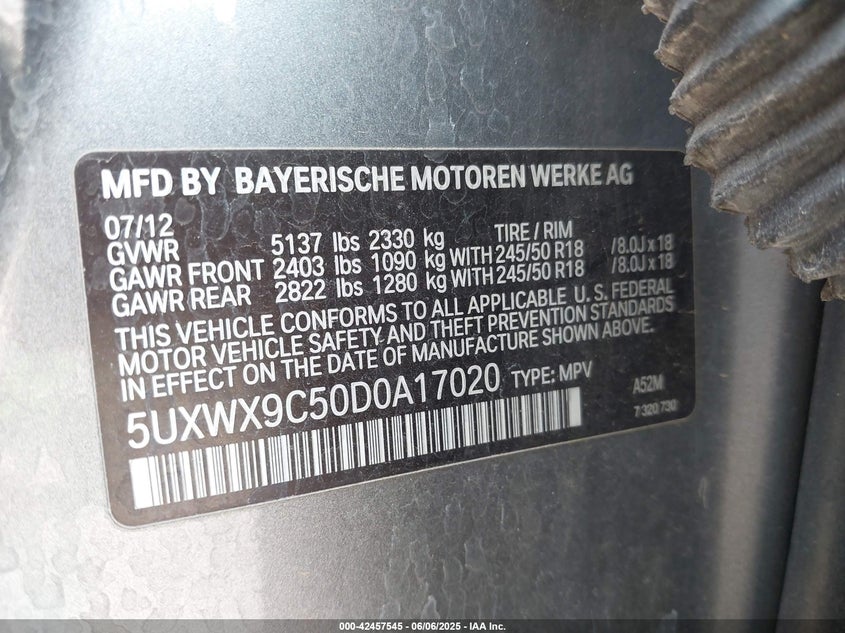 MFD BY BAYERISCHE MOTOREN WERKE AG
07/12 TIRE / RIM
GVWR 5137 lbs 2330 kg
GAWR FRONT 2403 lbs 1090 kg WITH 245/50 R18 /8.0J x 18
GAWR REAR 2822 lbs 1280 kg WITH 245/50 R18 /8.0J x 18
THIS VEHICLE CONFORMS TO ALL APPLICABLE U. S. FEDERAL
MOTOR VEHICLE SAFETY AND THEFT PREVENTION STANDARDS
IN EFFECT ON THE DATE OF MANUFACTURE SHOWN ABOVE.
5UXWX9C50D0A17020 TYPE: MPV A52M
7 320 730
000-42457545 - 06/06/2025 - IAA Inc.